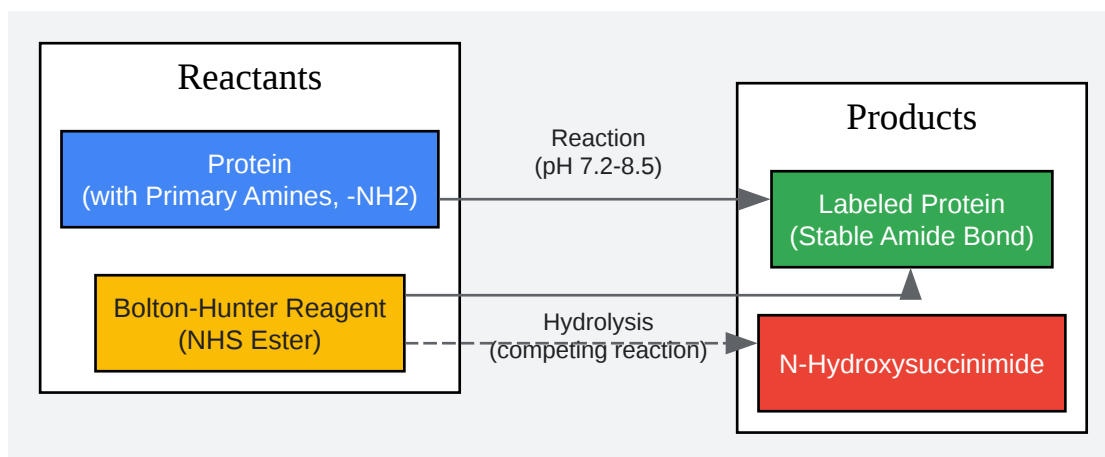 Reactants
Protein
(with Primary Amines, -NH2)
Bolton-Hunter Reagent
(NHS Ester)
Reaction
(pH 7.2-8.5)
Hydrolysis
(competing reaction)
Products
Labeled Protein
(Stable Amide Bond)
N-Hydroxysuccinimide